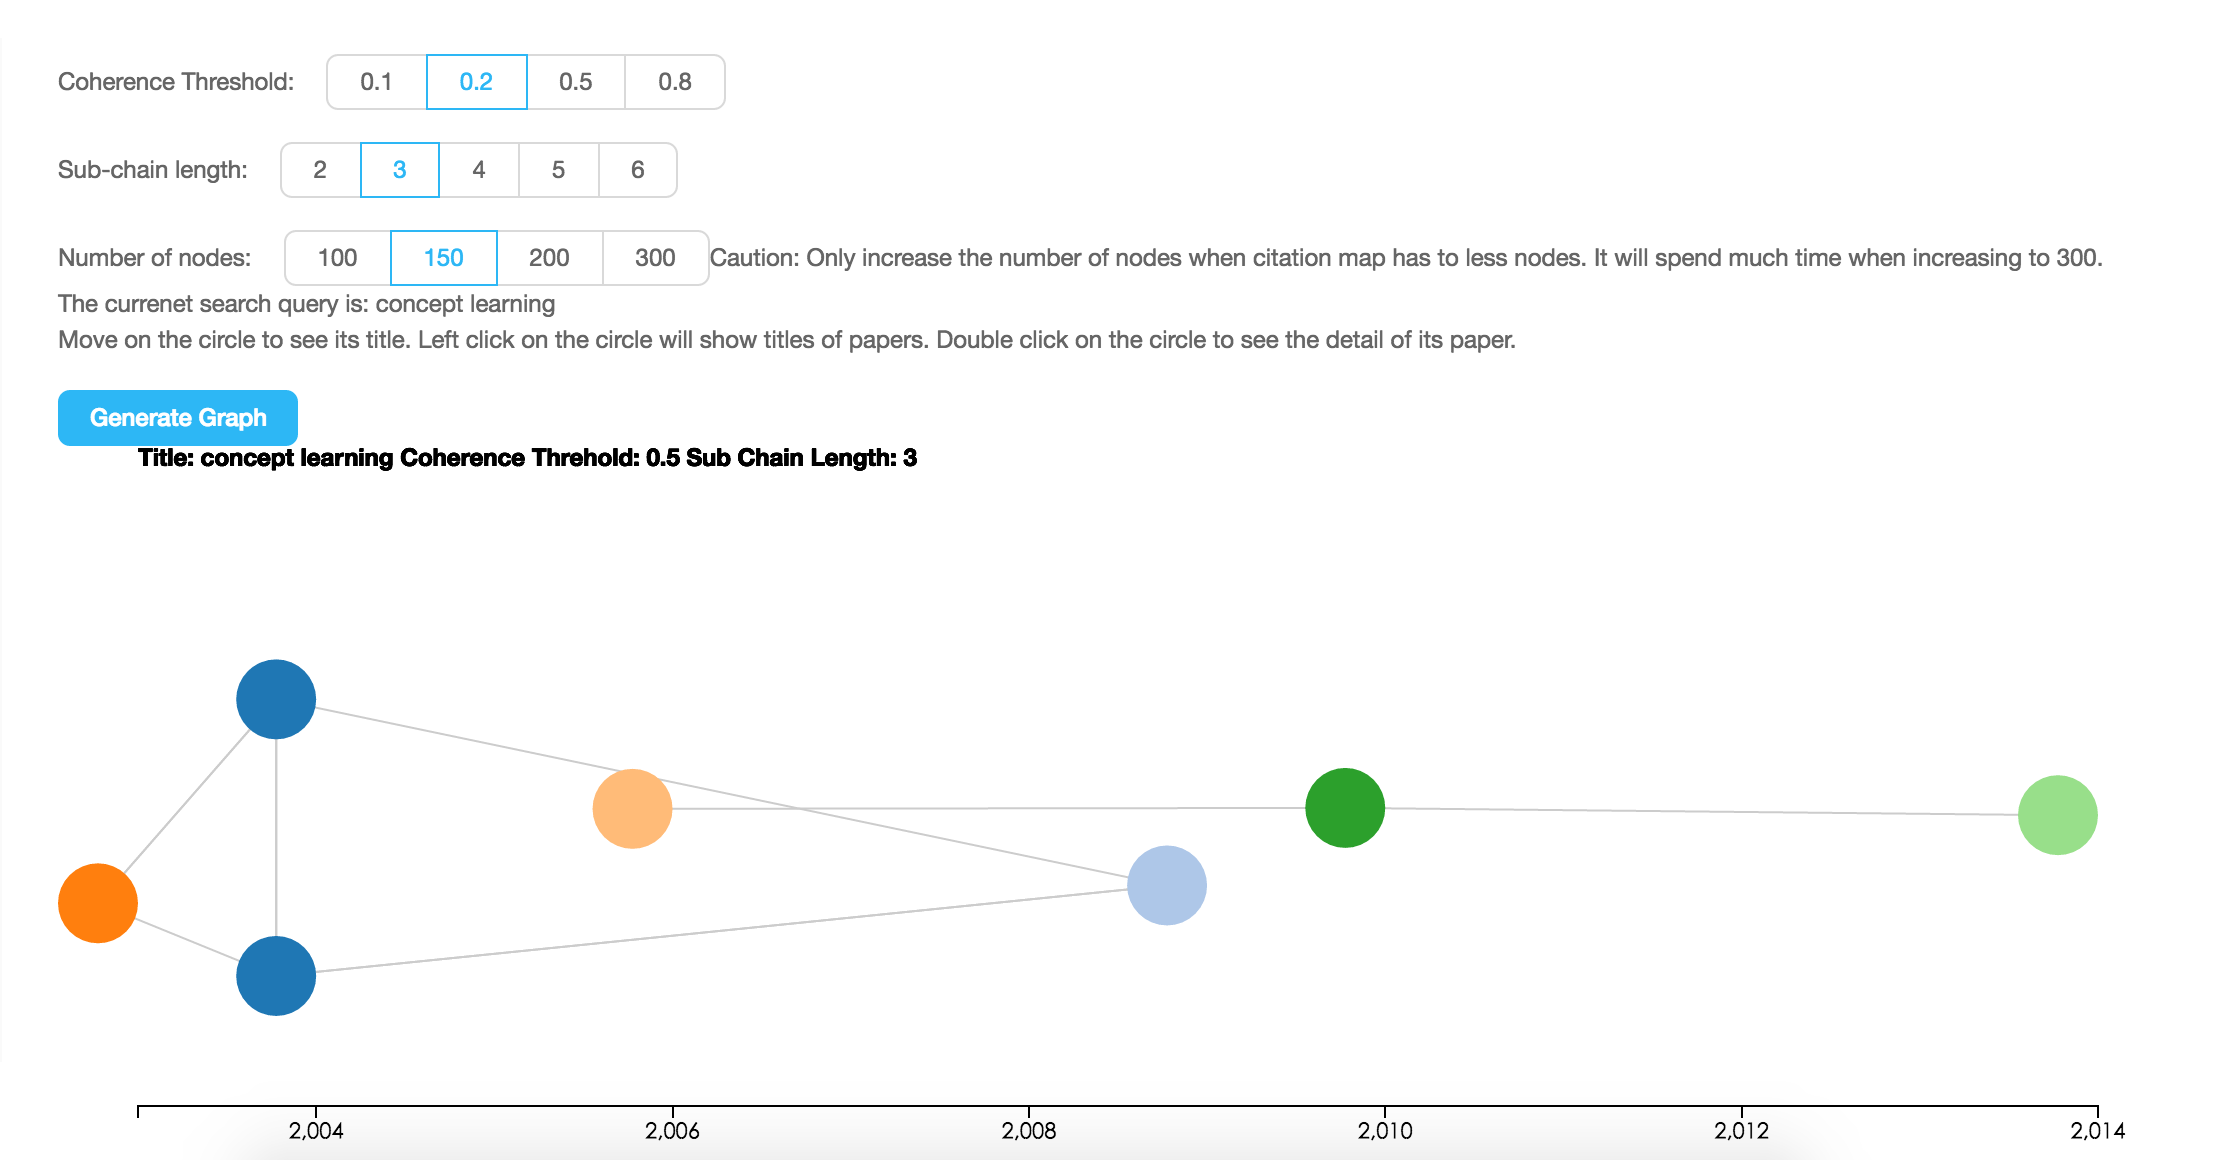 Coherence Threshold: 0.1 0.2 0.5 0.8
Sub-chain length: 2 3 4 5 6
Number of nodes: 100 150 200 300 Caution: Only increase the number of nodes when citation map has to less nodes. It will spend much time when increasing to 300.
The currenet search query is: concept learning
Move on the circle to see its title. Left click on the circle will show titles of papers. Double click on the circle to see the detail of its paper.
Generate Graph
Title: concept learning Coherence Threhold: 0.5 Sub Chain Length: 3
2,004 2,006 2,008 2,010 2,012 2,014